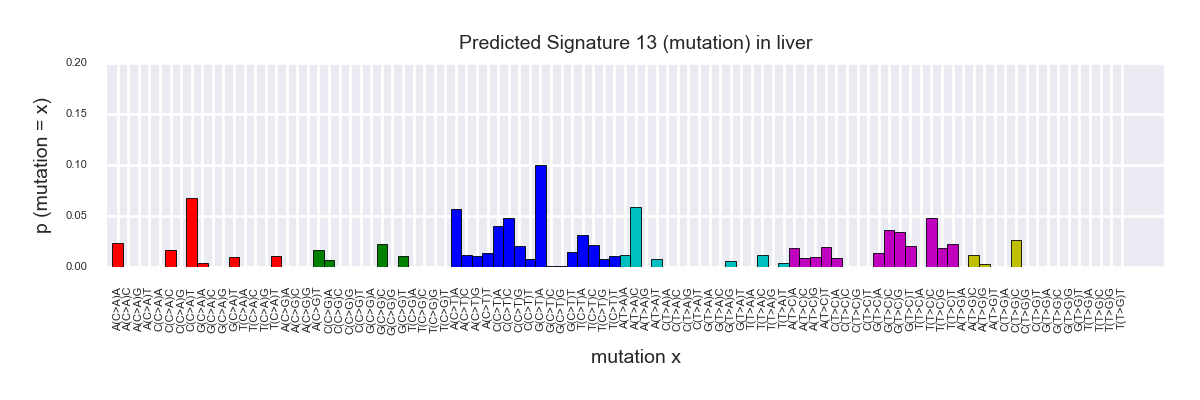 Predicted Signature 13 (mutation) in liver
p (mutation = x)
0.20
0.15
0.10
0.05
0.00
A(C>A)A
A(C>A)C
A(C>A)G
A(C>A)T
C(C>A)A
C(C>A)C
C(C>A)G
C(C>A)T
G(C>A)A
G(C>A)C
G(C>A)G
G(C>A)T
T(C>A)A
T(C>A)C
T(C>A)G
T(C>A)T
A(C>G)A
A(C>G)C
A(C>G)G
A(C>G)T
C(C>G)A
C(C>G)C
C(C>G)G
C(C>G)T
G(C>G)A
G(C>G)C
G(C>G)G
G(C>G)T
T(C>G)A
T(C>G)C
T(C>G)G
T(C>G)T
A(C>T)A
A(C>T)C
A(C>T)G
A(C>T)T
C(C>T)A
C(C>T)C
C(C>T)G
C(C>T)T
G(C>T)A
G(C>T)C
G(C>T)G
G(C>T)T
T(C>T)A
T(C>T)C
T(C>T)G
T(C>T)T
A(T>A)A
A(T>A)C
A(T>A)G
A(T>A)T
C(T>A)A
C(T>A)C
C(T>A)G
C(T>A)T
G(T>A)A
G(T>A)C
G(T>A)G
G(T>A)T
T(T>A)A
T(T>A)C
T(T>A)G
T(T>A)T
A(T>C)A
A(T>C)C
A(T>C)G
A(T>C)T
C(T>C)A
C(T>C)C
C(T>C)G
C(T>C)T
G(T>C)A
G(T>C)C
G(T>C)G
G(T>C)T
T(T>C)A
T(T>C)C
T(T>C)G
T(T>C)T
A(T>G)A
A(T>G)C
A(T>G)G
A(T>G)T
C(T>G)A
C(T>G)C
C(T>G)G
C(T>G)T
G(T>G)A
G(T>G)C
G(T>G)G
G(T>G)T
T(T>G)A
T(T>G)C
T(T>G)G
T(T>G)T
mutation x